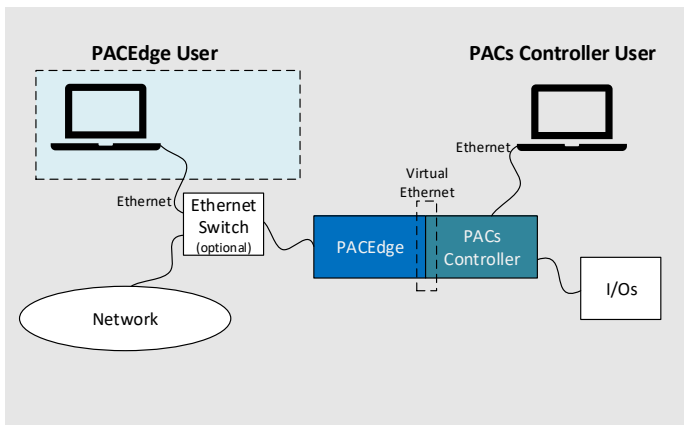 PACEdge User
PACs Controller User
Ethernet
Virtual
Ethernet
Ethernet
Ethernet
Switch
(optional)
PACEdge
PACs
Controller
I/Os
Network